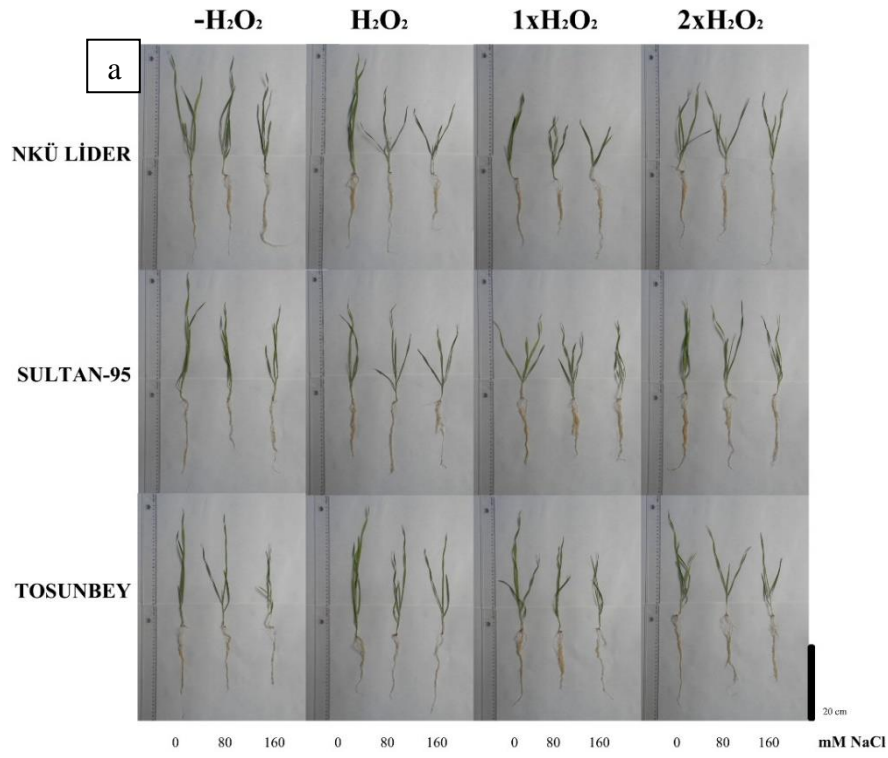 -H₂O₂ H₂O₂ 1xH₂O₂ 2xH₂O₂
a
NKÜ LİDER
SULTAN-95
TOSUNBEY
20 cm
0 80 160 0 80 160 0 80 160 0 80 160 mM NaCl